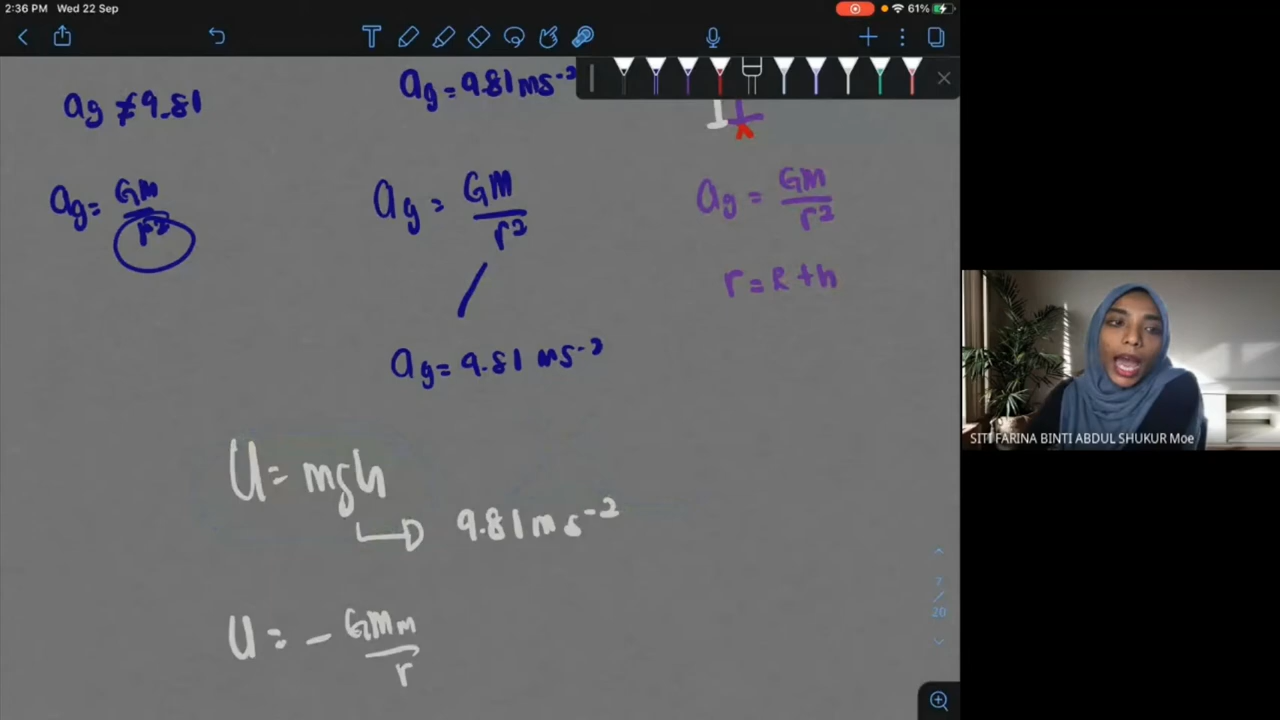 2:36 PM Wed 22 Sep
61%
T
ag ≠ 9.81
ag = 9.81 ms⁻²
ag = GM
r²
ag = GM
r²
ag = GM
r²
r = R + h
ag = 9.81 ms⁻²
U = mgh
9.81 ms⁻²
U = - GMm
r
7
/
20
SITI FARINA BINTI ABDUL SHUKUR Moe